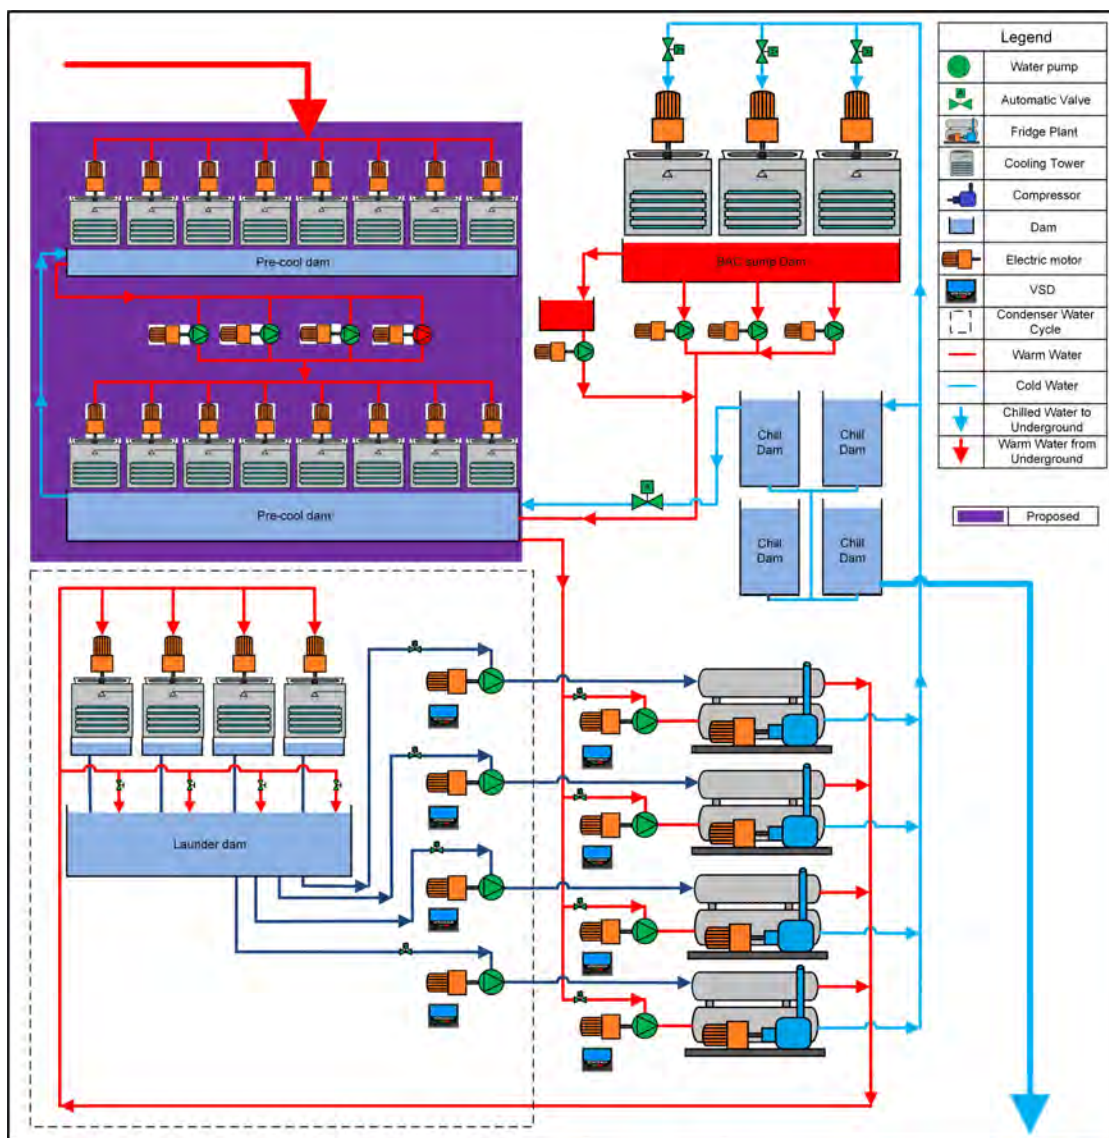 Legend
Water pump
Automatic Valve
Fridge Plant
Cooling Tower
Compressor
Dam
Electric motor
VSD
Condenser Water
Cycle
Warm Water
Cold Water
Chilled Water to
Underground
Warm Water from
Underground
Proposed
Pre-cool dam
BAC sump Dam
Pre-cool dam
Chill
Dam
Chill
Dam
Chill
Dam
Chill
Dam
Launder dam